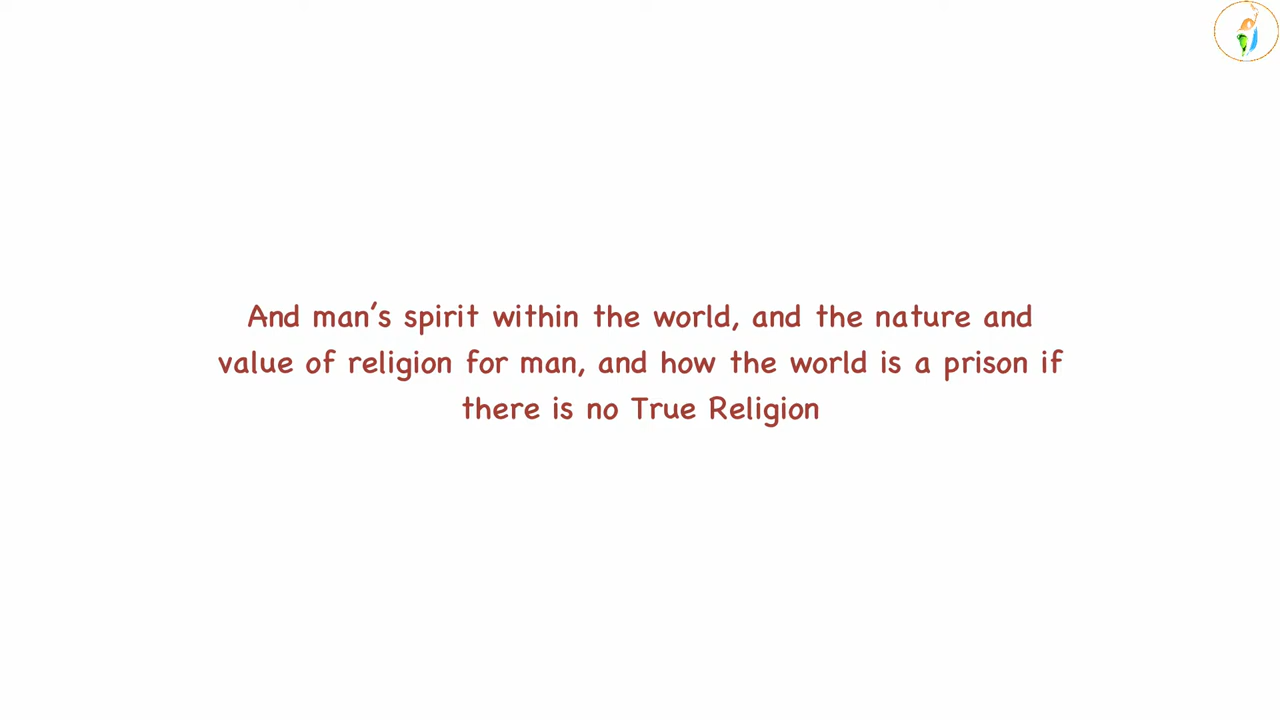 And man's spirit within the world, and the nature and
value of religion for man, and how the world is a prison if
there is no True Religion